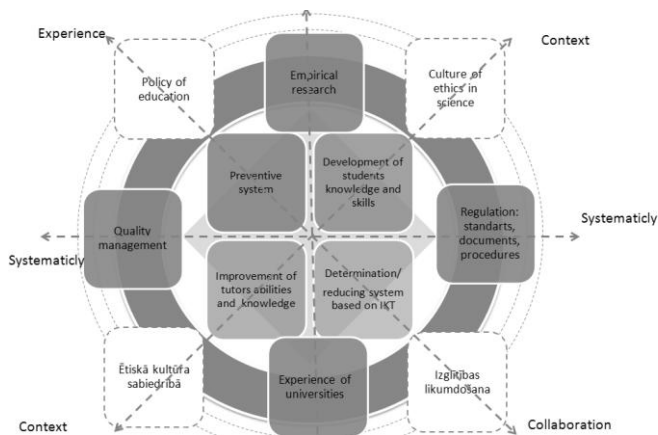 Experience
Context
Policy of
education
Empirical
research
Culture of
ethics in
science
Preventive
system
Development of
students
knowledge and
skills
Quality
management
Regulation:
standarts,
documents,
procedures
Systematicly
Systematicly
Improvement of
tutors abilities
and knowledge
Determination/
reducing system
based on IKT
Ētiskā kultūra
sabiedrībā
Experience of
universities
Izglītības
likumdošana
Context
Collaboration